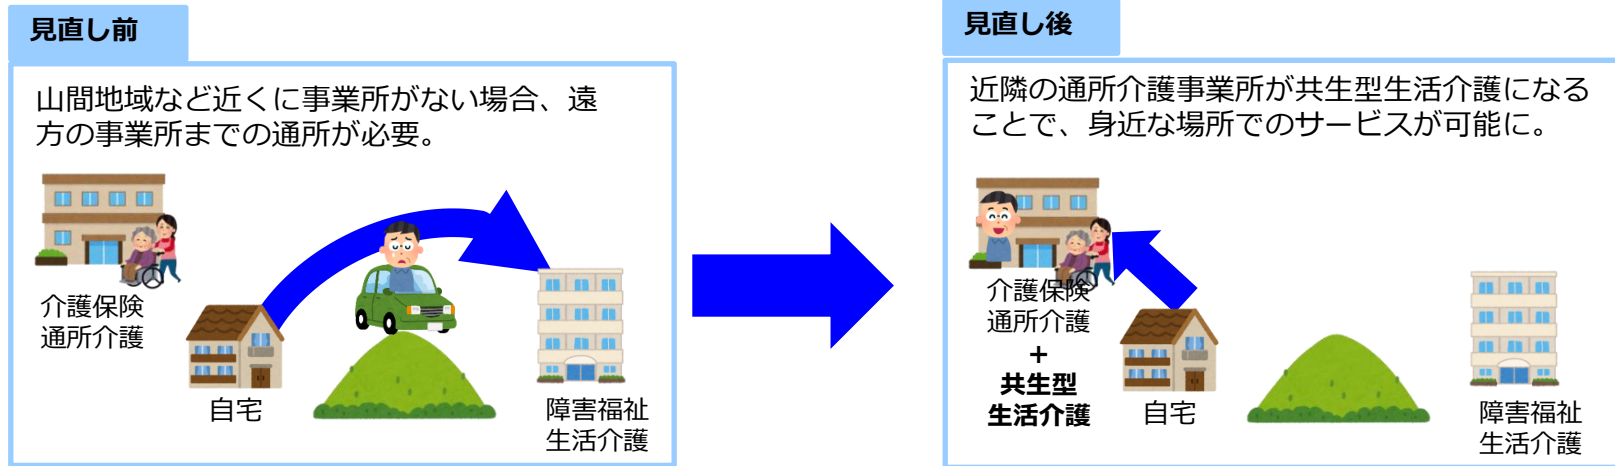 見直し前
山間地域など近くに事業所がない場合、遠
方の事業所までの通所が必要。
介護保険
通所介護
自宅
障害福祉
生活介護
見直し後
近隣の通所介護事業所が共生型生活介護になる
ことで、身近な場所でのサービスが可能に。
介護保険
通所介護
+
共生型
生活介護
自宅
障害福祉
生活介護